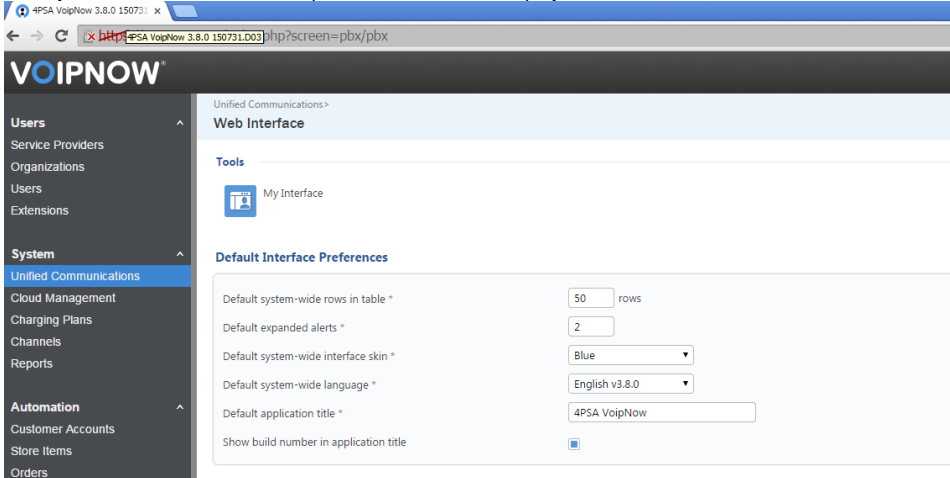 4PSA VoipNow 3.8.0 15073
https
4PSA VoipNow 3.8.0 150731.D03
php?screen=pbx/pbx
VOIPNOW®
Users
Service Providers
Organizations
Users
Extensions
System
Unified Communications
Cloud Management
Charging Plans
Channels
Reports
Automation
Customer Accounts
Store Items
Orders
Unified Communications>
Web Interface
Tools
My Interface
Default Interface Preferences
Default system-wide rows in table * 50 rows
Default expanded alerts * 2
Default system-wide interface skin * Blue
Default system-wide language * English v3.8.0
Default application title * 4PSA VoipNow
Show build number in application title